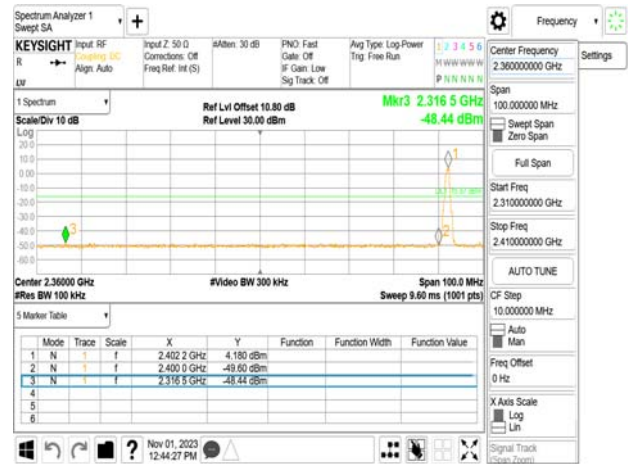 Spectrum Analyzer 1
Swept SA
Frequency
KEYSIGHT
R
Input: RF
Coupling: DC
Align: Auto
Input Z: 50 Ω
Corrections: Off
Freq Ref: Int (S)
#Atten: 30 dB
PNO: Fast
Gate: Off
IF Gain: Low
Sig Track: Off
Avg Type: Log-Power
Trig: Free Run
1 2 3 4 5 6
M W W W W W
P N N N N N
1 Spectrum
Scale/Div 10 dB
Ref Lvl Offset 10.80 dB
Ref Level 30.00 dBm
Mkr3 2.316 5 GHz
-48.44 dBm
Log
20.0
10.0
0.00
-10.0
-20.0
-30.0
-40.0
-50.0
-60.0
1
2
3
Center 2.36000 GHz
#Res BW 100 kHz
#Video BW 300 kHz
Span 100.0 MHz
Sweep 9.60 ms (1001 pts)
5 Marker Table
Mode Trace Scale X Y Function Function Width Function Value
1 N 1 f 2.402 2 GHz 4.180 dBm
2 N 1 f 2.400 0 GHz -49.60 dBm
3 N 1 f 2.316 5 GHz -48.44 dBm
4
5
6
Nov 01, 2023
12:44:27 PM
Center Frequency
2.360000000 GHz
Settings
Span
100.000000 MHz
Swept Span
Zero Span
Full Span
Start Freq
2.310000000 GHz
Stop Freq
2.410000000 GHz
AUTO TUNE
CF Step
10.000000 MHz
Auto
Man
Freq Offset
0 Hz
X Axis Scale
Log
Lin
Signal Track
(Span Zoom)